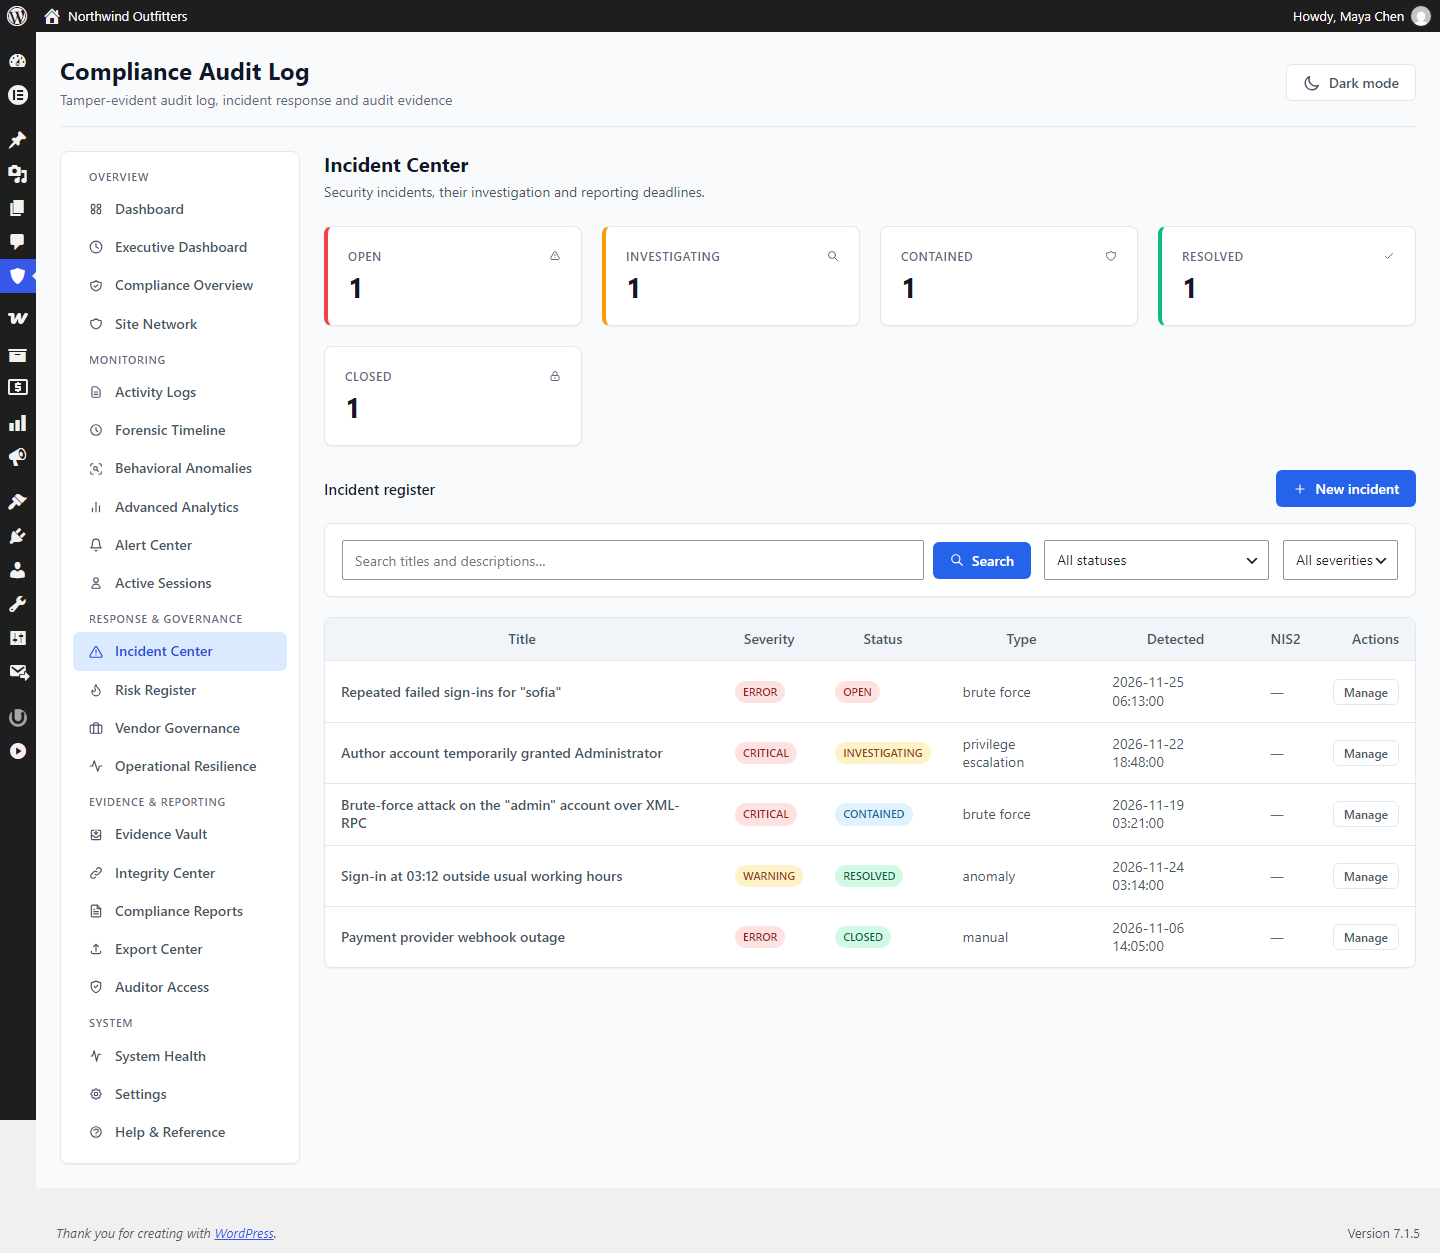 Northwind Outfitters
Howdy, Maya Chen
Compliance Audit Log
Tamper-evident audit log, incident response and audit evidence
Dark mode
OVERVIEW
Dashboard
Executive Dashboard
Compliance Overview
Site Network
MONITORING
Activity Logs
Forensic Timeline
Behavioral Anomalies
Advanced Analytics
Alert Center
Active Sessions
RESPONSE & GOVERNANCE
Incident Center
Risk Register
Vendor Governance
Operational Resilience
EVIDENCE & REPORTING
Evidence Vault
Integrity Center
Compliance Reports
Export Center
Auditor Access
SYSTEM
System Health
Settings
Help & Reference
Incident Center
Security incidents, their investigation and reporting deadlines.
OPEN
1
INVESTIGATING
1
CONTAINED
1
RESOLVED
1
CLOSED
1
Incident register
New incident
Search titles and descriptions...
Search
All statuses
All severities
Title Severity Status Type Detected NIS2 Actions
Repeated failed sign-ins for "sofia" ERROR OPEN brute force 2026-11-25 06:13:00 — Manage
Author account temporarily granted Administrator CRITICAL INVESTIGATING privilege escalation 2026-11-22 18:48:00 — Manage
Brute-force attack on the "admin" account over XML-RPC CRITICAL CONTAINED brute force 2026-11-19 03:21:00 — Manage
Sign-in at 03:12 outside usual working hours WARNING RESOLVED anomaly 2026-11-24 03:14:00 — Manage
Payment provider webhook outage ERROR CLOSED manual 2026-11-06 14:05:00 — Manage
Thank you for creating with WordPress.
Version 7.1.5